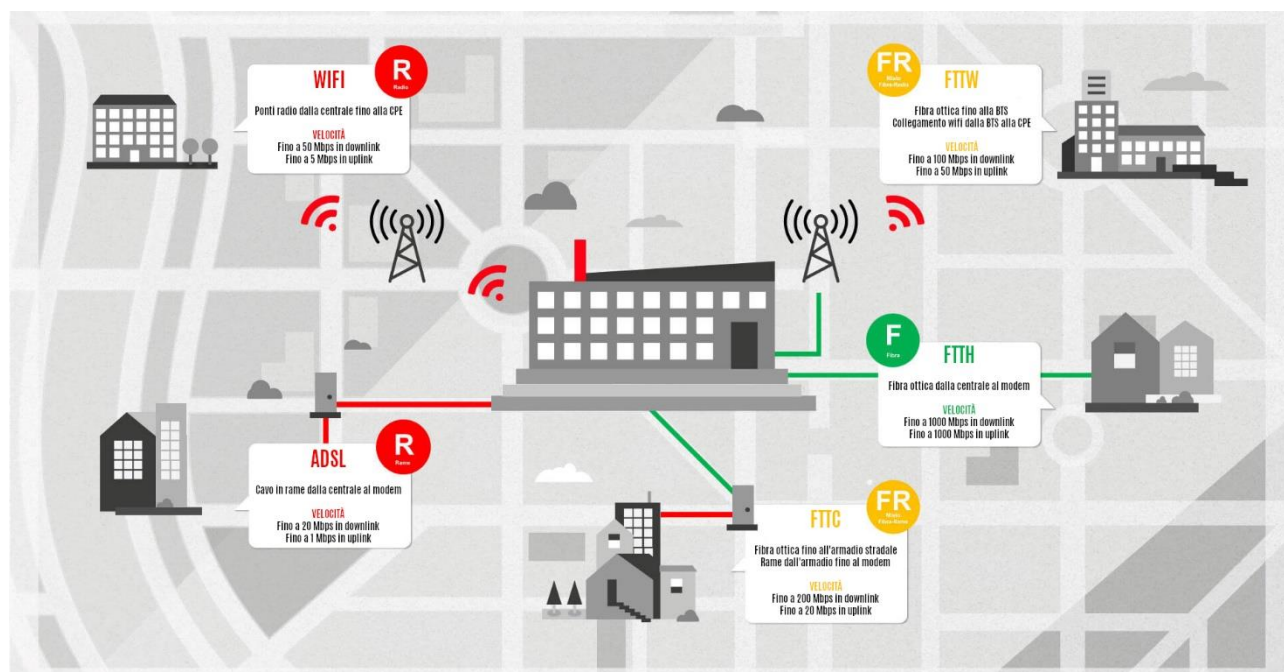 WIFI
R
Radio
Ponti radio dalla centrale fino alla CPE
VELOCITÀ
Fino a 50 Mbps in downlink
Fino a 5 Mbps in uplink
FR
Misto
Fibra-Radio
FTTW
Fibra ottica fino alla BTS
Collegamento wifi dalla BTS alla CPE
VELOCITÀ
Fino a 100 Mbps in downlink
Fino a 50 Mbps in uplink
F
Fibra
FTTH
Fibra ottica dalla centrale al modem
VELOCITÀ
Fino a 1000 Mbps in downlink
Fino a 1000 Mbps in uplink
ADSL
R
Rame
Cavo in rame dalla centrale al modem
VELOCITÀ
Fino a 20 Mbps in downlink
Fino a 1 Mbps in uplink
FTTC
FR
Misto
Fibra-Rame
Fibra ottica fino all'armadio stradale
Rame dall'armadio fino al modem
VELOCITÀ
Fino a 200 Mbps in downlink
Fino a 20 Mbps in uplink